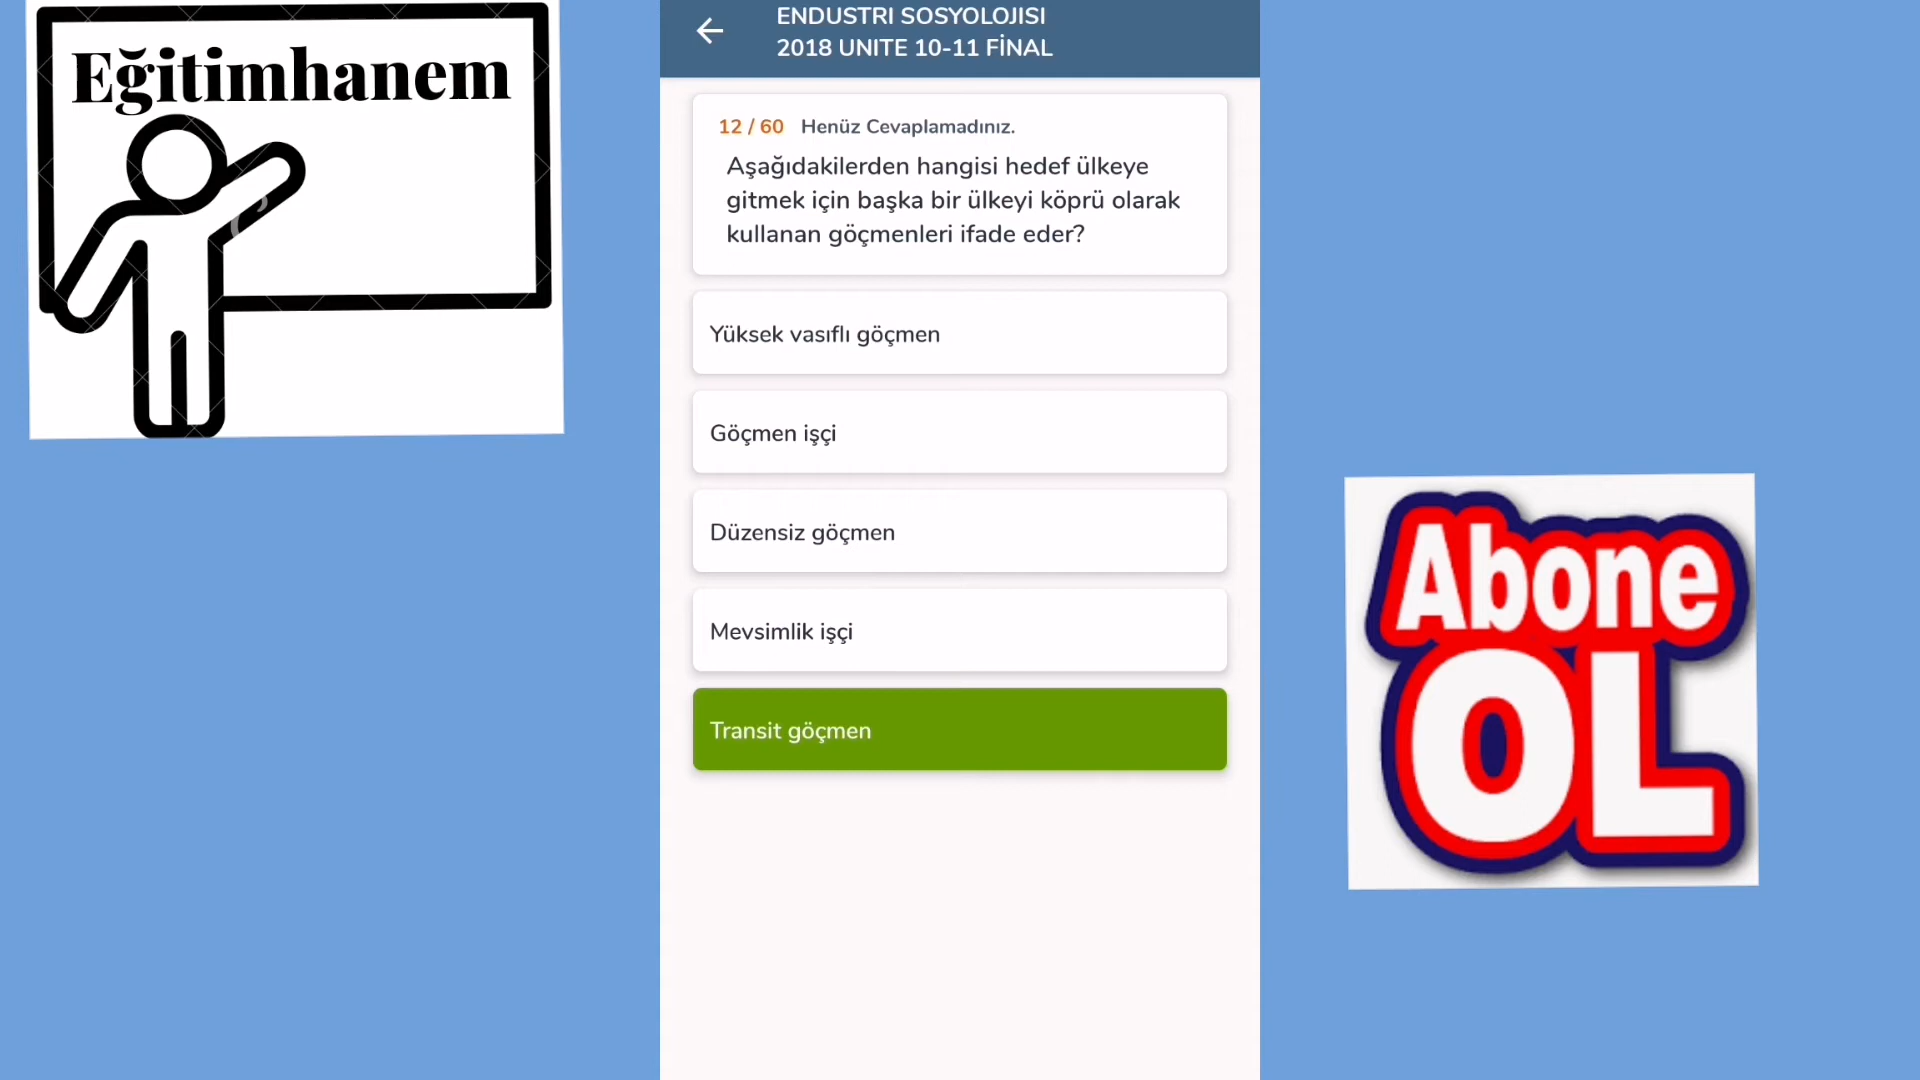 Eğitimhanem
ENDUSTRI SOSYOLOJISI
2018 UNITE 10-11 FİNAL
12 / 60 Henüz Cevaplamadınız.
Aşağıdakilerden hangisi hedef ülkeye
gitmek için başka bir ülkeyi köprü olarak
kullanan göçmenleri ifade eder?
Yüksek vasıflı göçmen
Göçmen işçi
Düzensiz göçmen
Mevsimlik işçi
Transit göçmen
Abone
OL